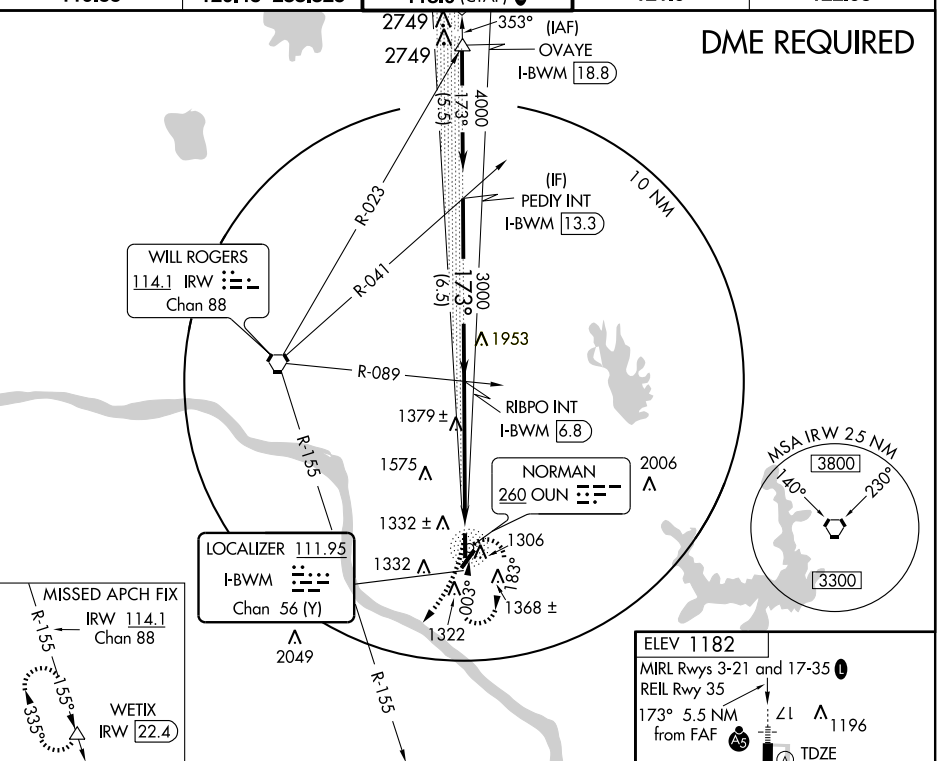 2749
2749
353°
(IAF)
OVAYE
I-BWM 18.8
DME REQUIRED
173°
(5.5)
4000
R-023
(IF)
PEDIY INT
I-BWM 13.3
10 NM
WILL ROGERS
114.1 IRW
Chan 88
R-041
173°
(6.5)
3000
1953
R-089
RIBPO INT
I-BWM 6.8
1379 ±
R-155
1575
NORMAN
260 OUN
2006
MSA IRW 25 NM
3800
140°
230°
3300
1332 ±
1306
LOCALIZER 111.95
I-BWM
Chan 56 (Y)
1332
003°
183°
1368 ±
1322
2049
R-155
MISSED APCH FIX
R-155
IRW 114.1
Chan 88
155°
335°
WETIX
IRW 22.4
ELEV 1182
MIRL Rwys 3-21 and 17-35 L
REIL Rwy 35
173° 5.5 NM
from FAF
A5
17
1196
A
TDZE